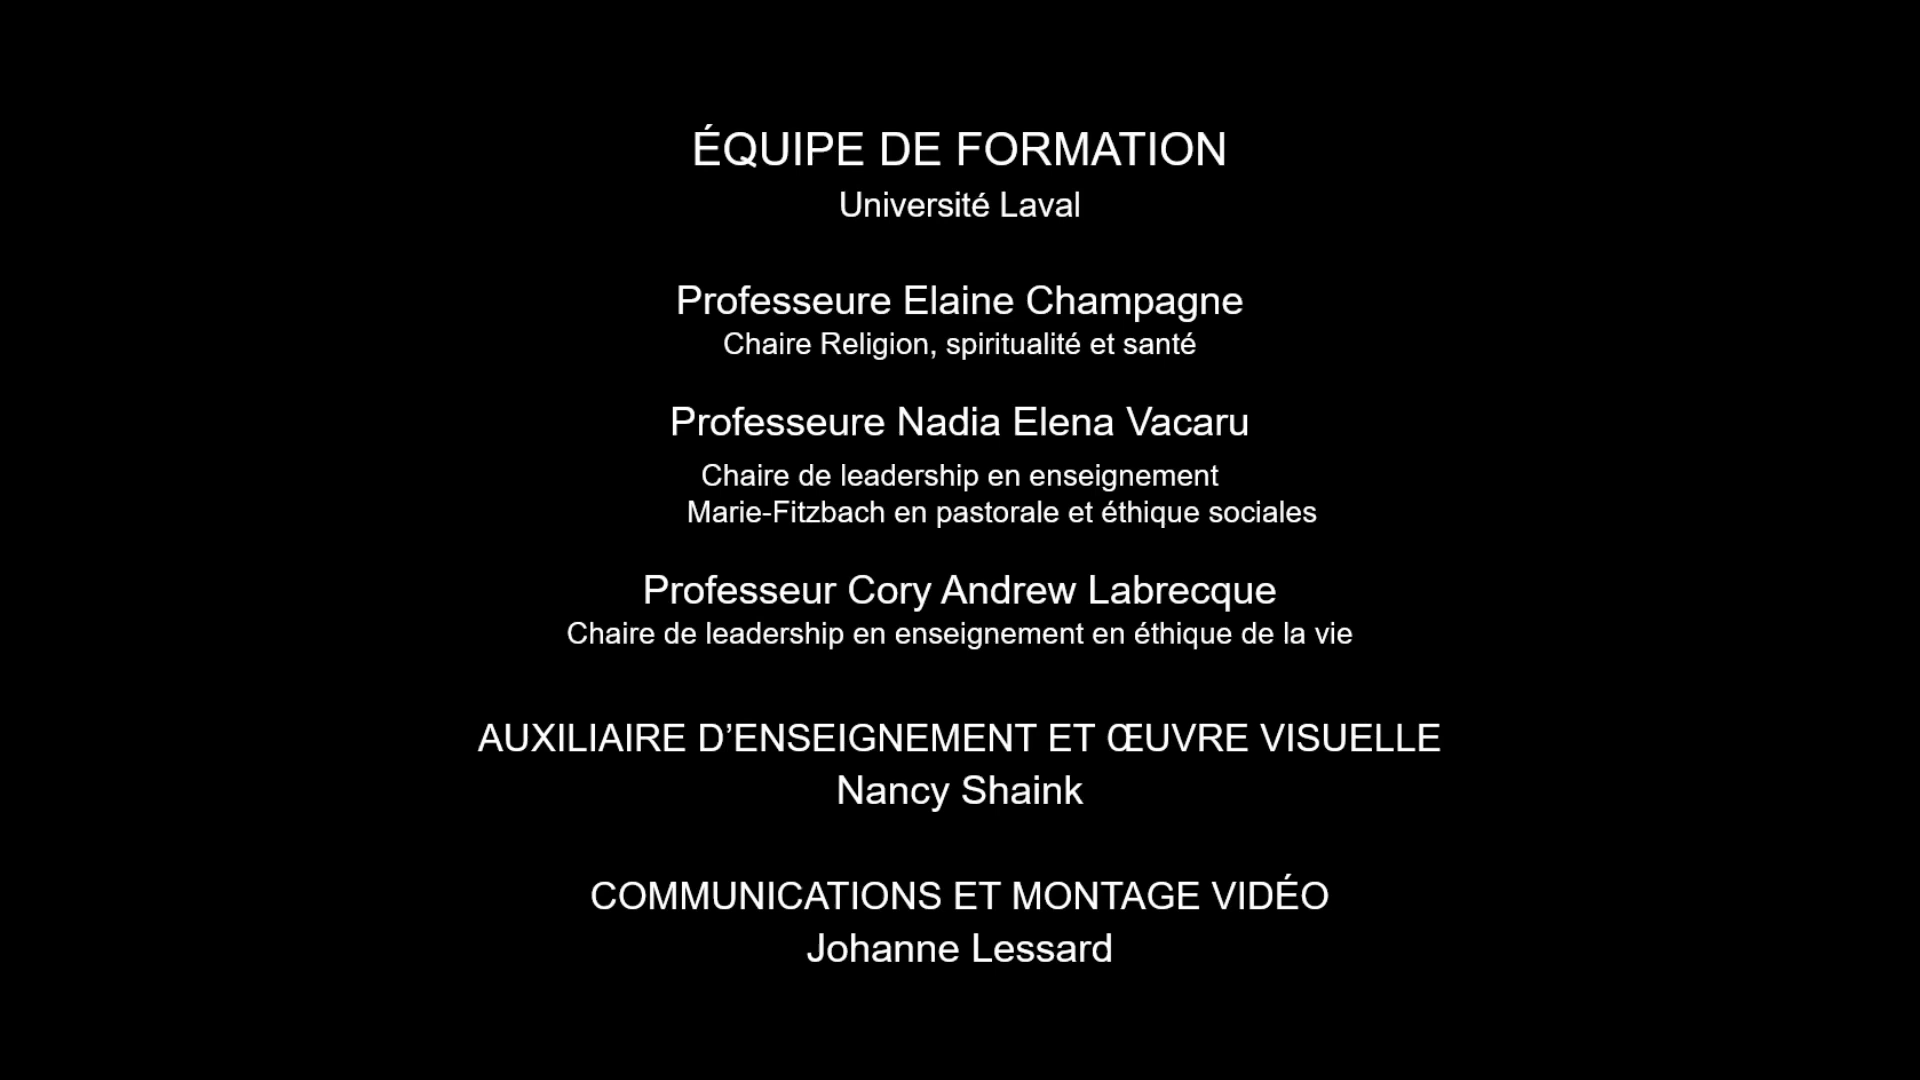 ÉQUIPE DE FORMATION
Université Laval
Professeure Elaine Champagne
Chaire Religion, spiritualité et santé
Professeure Nadia Elena Vacaru
Chaire de leadership en enseignement
Marie-Fitzbach en pastorale et éthique sociales
Professeur Cory Andrew Labrecque
Chaire de leadership en enseignement en éthique de la vie
AUXILIAIRE D’ENSEIGNEMENT ET ŒUVRE VISUELLE
Nancy Shaink
COMMUNICATIONS ET MONTAGE VIDÉO
Johanne Lessard